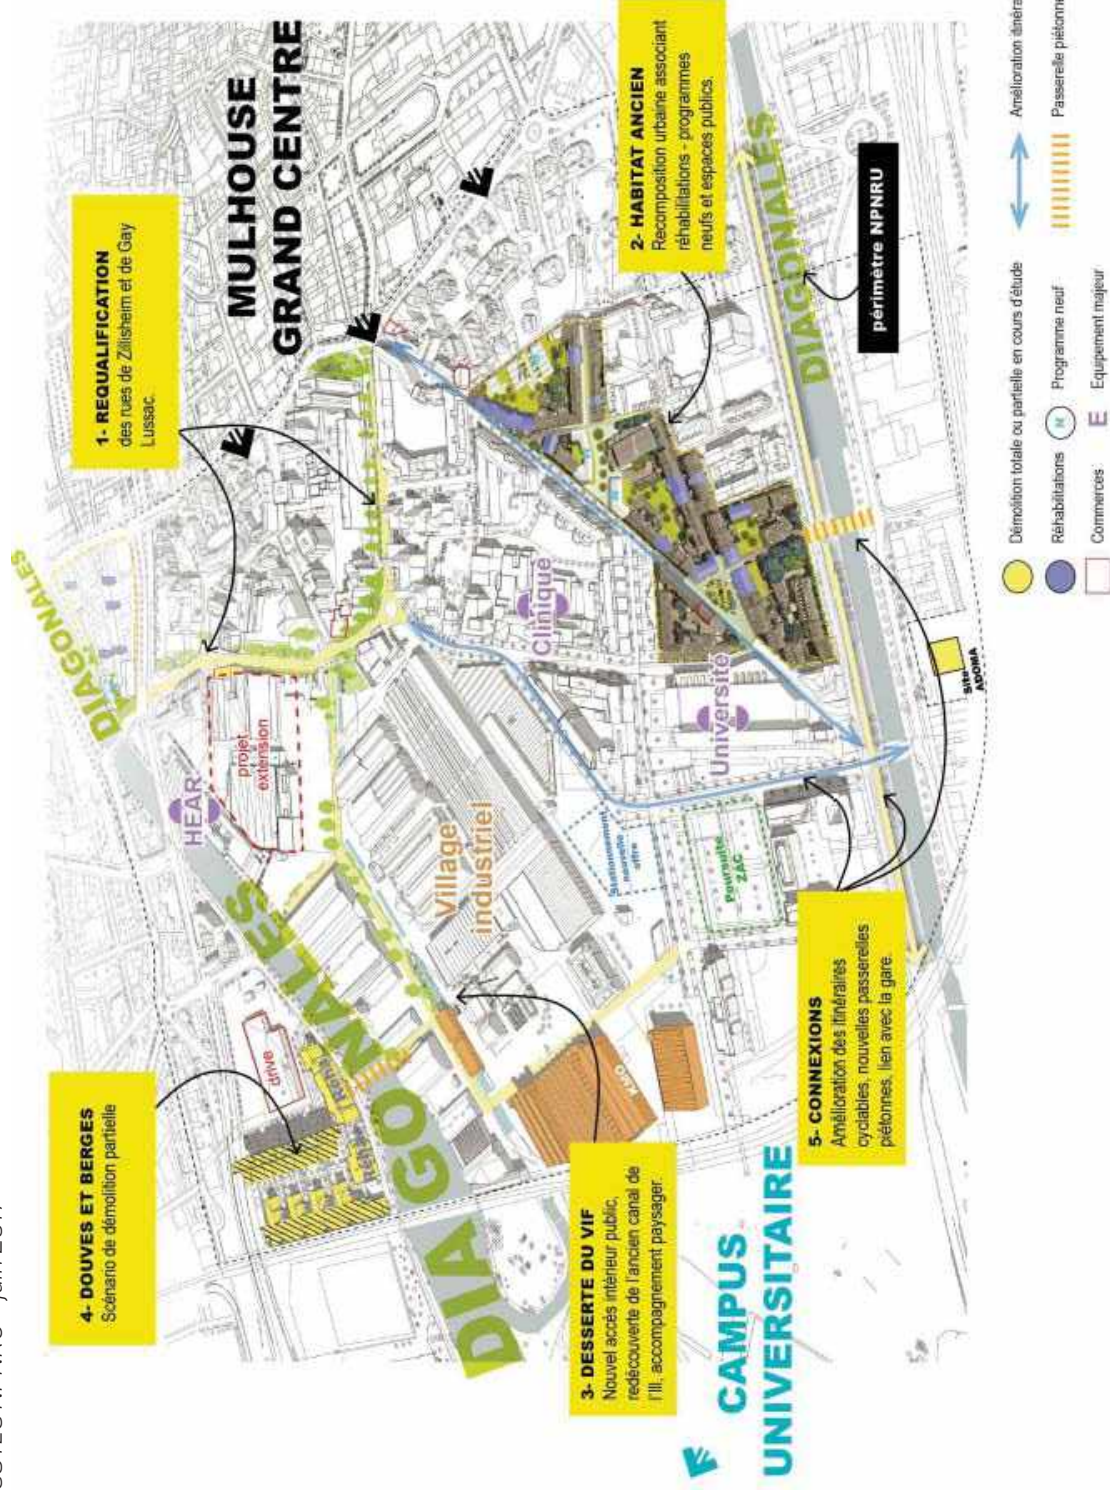 MULHOUSE
GRAND CENTRE
1- REQUALIFICATION
des rues de Zillisheim et de Gay
Lussac.
2- HABITAT ANCIEN
Recomposition urbaine associant
réhabilitations - programmes
neufs et espaces publics.
3- DESSERTE DU VIF
Nouvel accès intérieur public,
redécouverte de l'ancien canal de
l'Ill, accompagnement paysager.
4- DOUVES ET BERGES
Scénario de démolition partielle
5- CONNEXIONS
Amélioration des itinéraires
cyclables, nouvelles passerelles
piétonnes, lien avec la gare.
DIAGONALES
DIAGONALES
DIAGONALES
HEAR
projet
extension
drive
Village
industriel
Clinique
Université
Stationnement
nouvelle
offre
Poursuite
ZAC
KMØ
Site
ADOMA
périmètre NPNRU
CAMPUS
UNIVERSITAIRE
Démolition totale ou partielle en cours d'étude
Réhabilitations
N
Programme neuf
Commerces
E
Equipement majeur
Amélioration
Passerelle